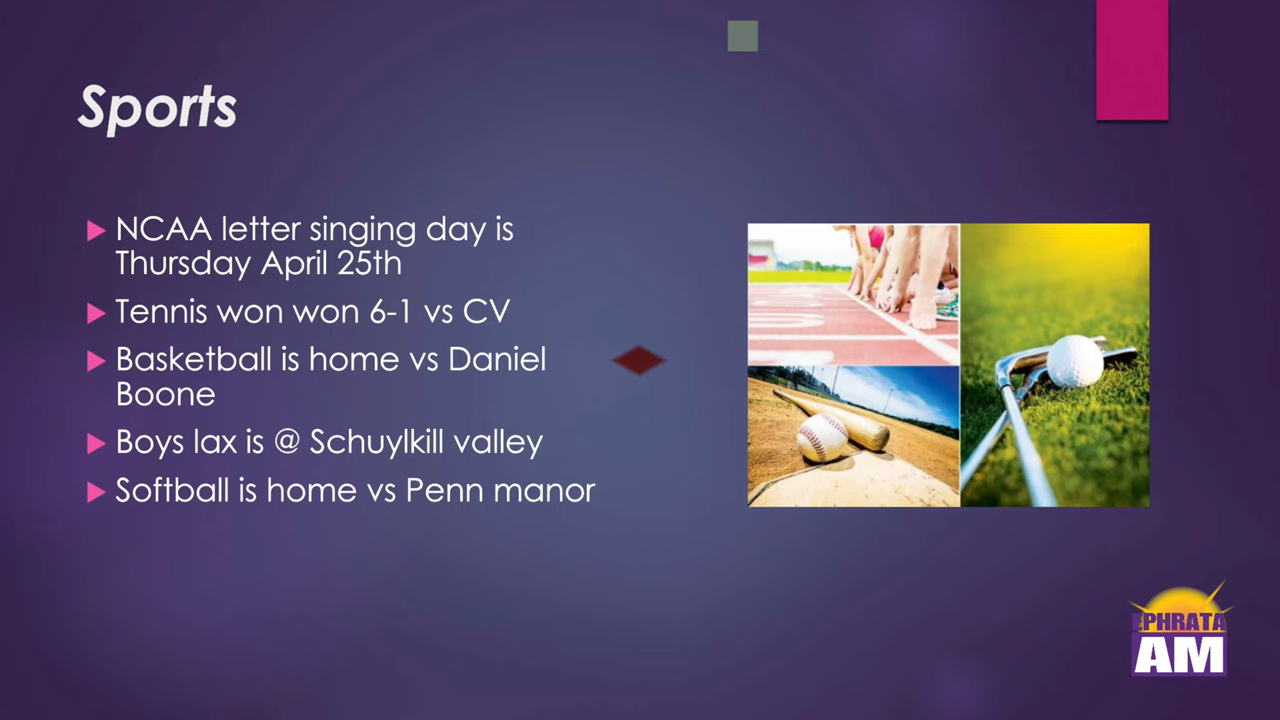 Sports
NCAA letter singing day is
Thursday April 25th
Tennis won won 6-1 vs CV
Basketball is home vs Daniel
Boone
Boys lax is @ Schuylkill valley
Softball is home vs Penn manor
EPHRATA
AM